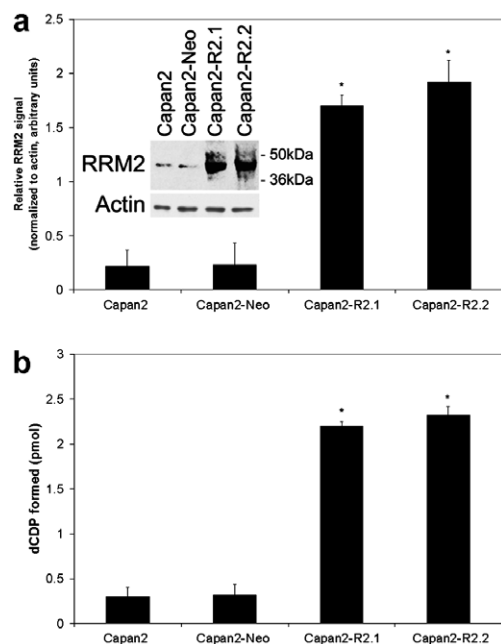 a
Relative RRM2 signal
(normalized to actin, arbitrary units)
2.5
2
1.5
1
0.5
0
Capan2
Capan2-Neo
Capan2-R2.1
Capan2-R2.2
RRM2
- 50kDa
- 36kDa
Actin
*
*
Capan2
Capan2-Neo
Capan2-R2.1
Capan2-R2.2
b
dCDP formed (pmol)
3
2.5
2
1.5
1
0.5
0
*
*
Capan2
Capan2-Neo
Capan2-R2.1
Capan2-R2.2